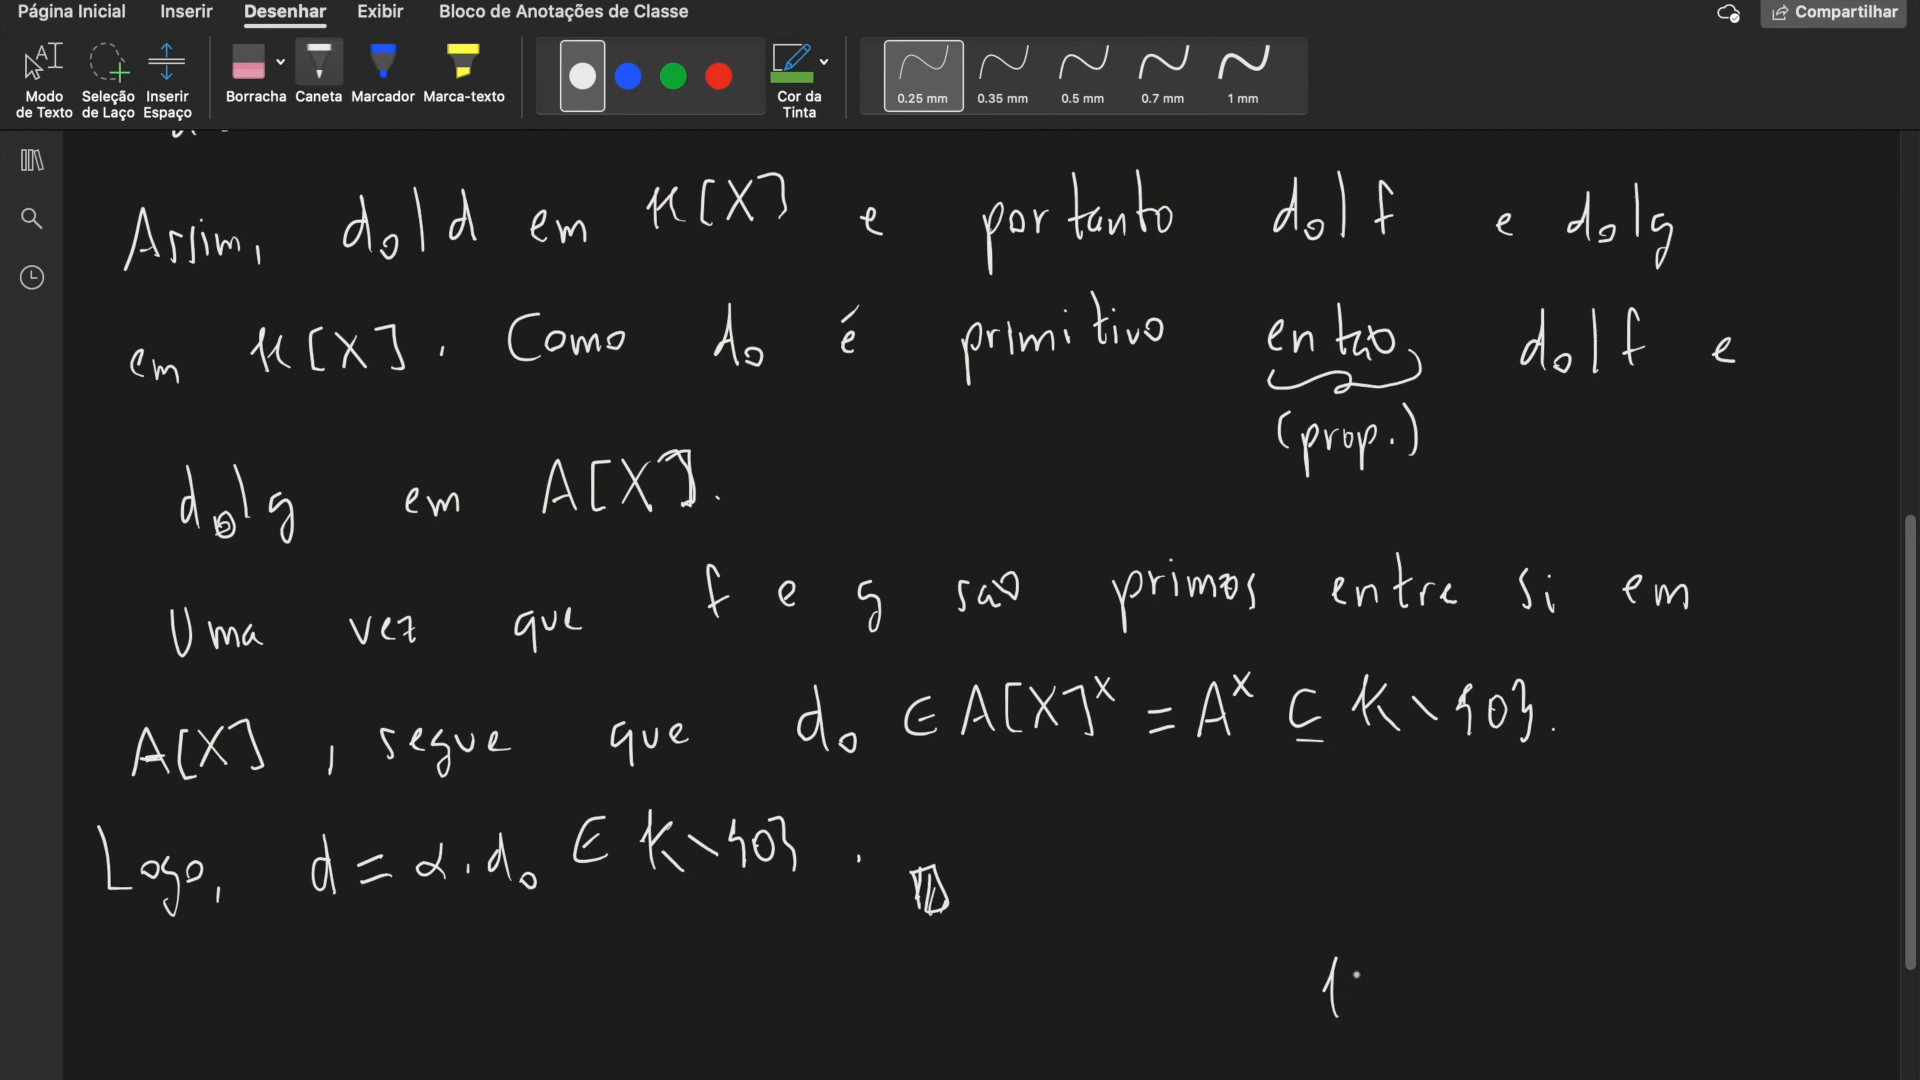 Página Inicial Inserir Desenhar Exibir Bloco de Anotações de Classe Compartilhar
Modo de Texto Seleção de Laço Inserir Espaço Borracha Caneta Marcador Marca-texto Cor da Tinta 0.25 mm 0.35 mm 0.5 mm 0.7 mm 1 mm
Assim, d₀|d em K[X] e portanto d₀|f e d₀|g
em K[X]. Como d₀ é primitivo então, d₀|f e
(prop.)
d₀|g em A[X].
Uma vez que f e g são primos entre si em
A[X], segue que d₀ ∈ A[X]ˣ = Aˣ ⊆ K∖{0}.
Logo, d = α.d₀ ∈ K∖{0}.